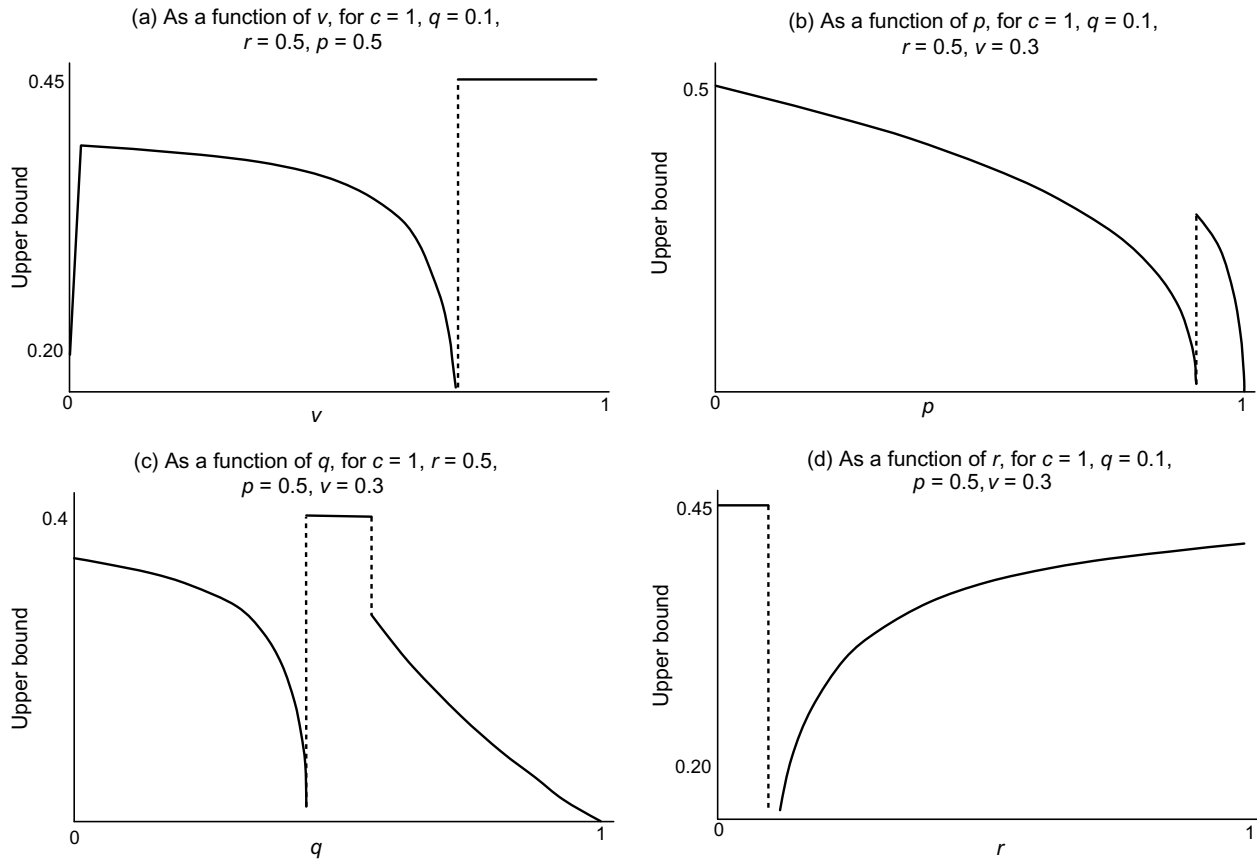 (a) As a function of v, for c = 1, q = 0.1,
r = 0.5, p = 0.5
0.45
Upper bound
0.20
0
v
1
(b) As a function of p, for c = 1, q = 0.1,
r = 0.5, v = 0.3
0.5
Upper bound
0
p
1
(c) As a function of q, for c = 1, r = 0.5,
p = 0.5, v = 0.3
0.4
Upper bound
0
q
1
(d) As a function of r, for c = 1, q = 0.1,
p = 0.5, v = 0.3
0.45
Upper bound
0.20
0
r
1